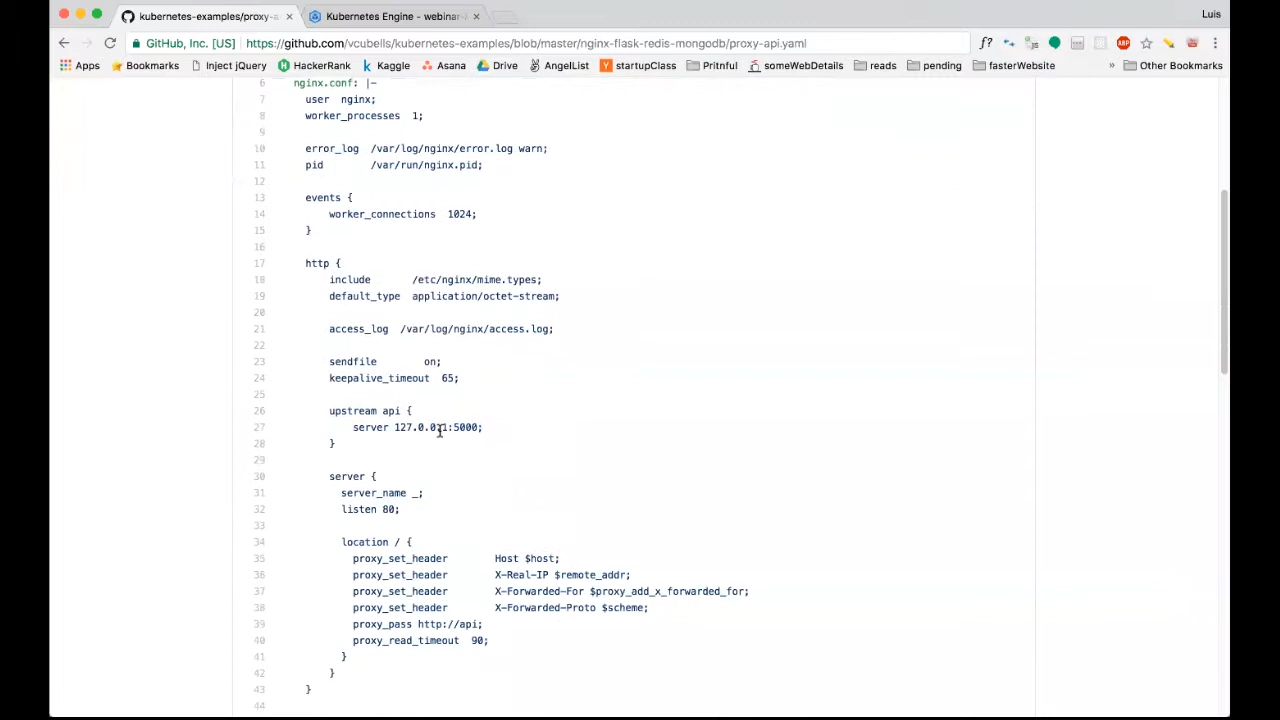 kubernetes-examples/proxy-a
Kubernetes Engine - webinar-
Luis
GitHub, Inc. [US] https://github.com/vcubells/kubernetes-examples/blob/master/nginx-flask-redis-mongodb/proxy-api.yaml
Apps Bookmarks Inject jQuery HackerRank Kaggle Asana Drive AngelList startupClass Pritnful someWebDetails reads pending fasterWebsite » Other Bookmarks
6 nginx.conf: |-
7 user nginx;
8 worker_processes 1;
9
10 error_log /var/log/nginx/error.log warn;
11 pid /var/run/nginx.pid;
12
13 events {
14 worker_connections 1024;
15 }
16
17 http {
18 include /etc/nginx/mime.types;
19 default_type application/octet-stream;
20
21 access_log /var/log/nginx/access.log;
22
23 sendfile on;
24 keepalive_timeout 65;
25
26 upstream api {
27 server 127.0.0.1:5000;
28 }
29
30 server {
31 server_name _;
32 listen 80;
33
34 location / {
35 proxy_set_header Host $host;
36 proxy_set_header X-Real-IP $remote_addr;
37 proxy_set_header X-Forwarded-For $proxy_add_x_forwarded_for;
38 proxy_set_header X-Forwarded-Proto $scheme;
39 proxy_pass http://api;
40 proxy_read_timeout 90;
41 }
42 }
43 }
44